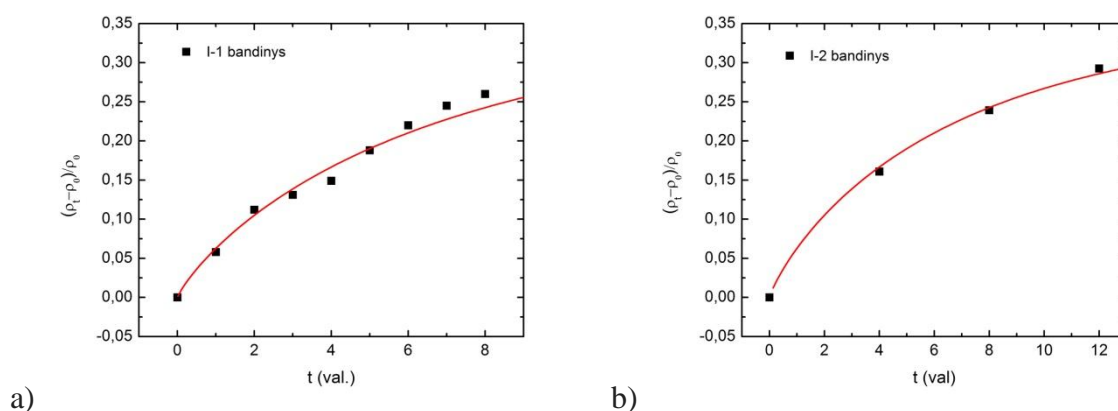 0,35
0,30
0,25
0,20
0,15
0,10
0,05
0,00
-0,05
(ρt-ρ0)/ρ0
I-1 bandinys
0 2 4 6 8
t (val.)
a)
0,35
0,30
0,25
0,20
0,15
0,10
0,05
0,00
-0,05
(ρt-ρ0)/ρ0
I-2 bandinys
0 2 4 6 8 10 12
t (val)
b)